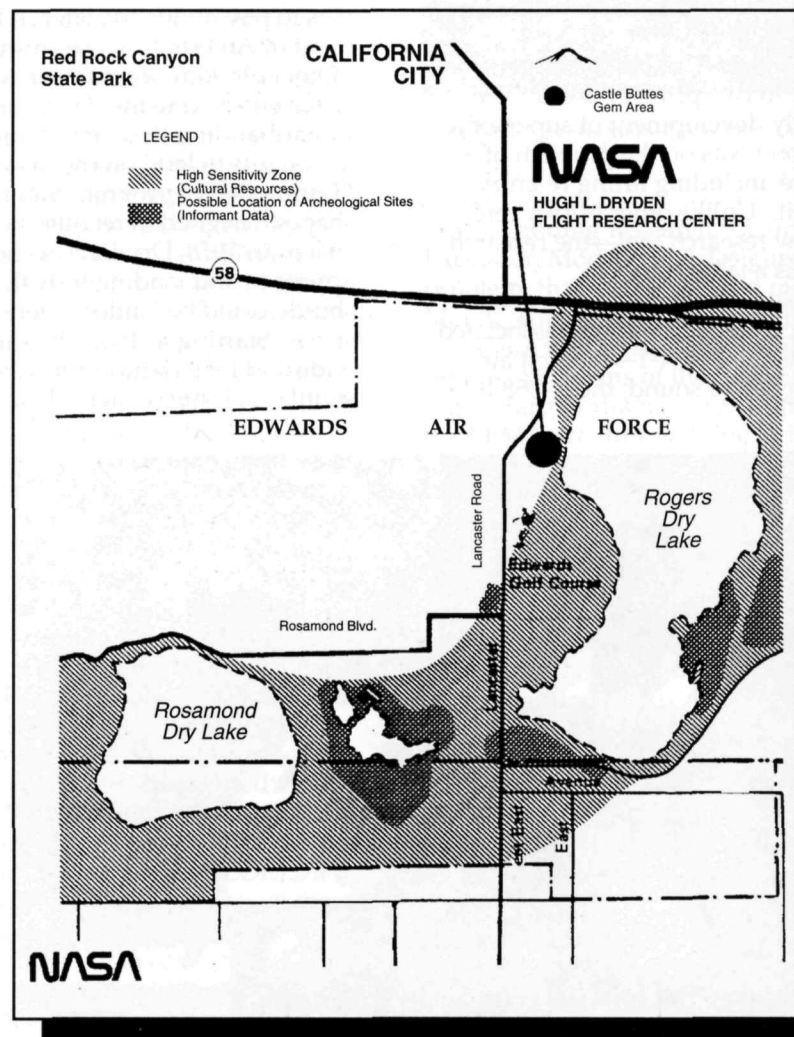 Red Rock Canyon
State Park
CALIFORNIA
CITY
Castle Buttes
Gem Area
LEGEND
High Sensitivity Zone
(Cultural Resources)
Possible Location of Archeological Sites
(Informant Data)
NASA
HUGH L. DRYDEN
FLIGHT RESEARCH CENTER
58
EDWARDS AIR FORCE
Lancaster Road
Rogers
Dry
Lake
Edwards
Golf Course
Rosamond Blvd.
Lancaster
Rosamond
Dry Lake
Avenue
East
East
NASA